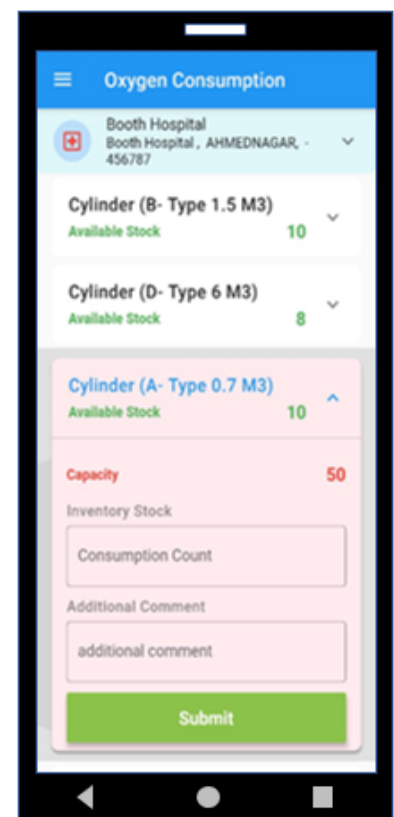 Oxygen Consumption
Booth Hospital
Booth Hospital , AHMEDNAGAR, -
456787
Cylinder (B- Type 1.5 M3)
Available Stock 10
Cylinder (D- Type 6 M3)
Available Stock 8
Cylinder (A- Type 0.7 M3)
Available Stock 10
Capacity 50
Inventory Stock
Consumption Count
Additional Comment
additional comment
Submit